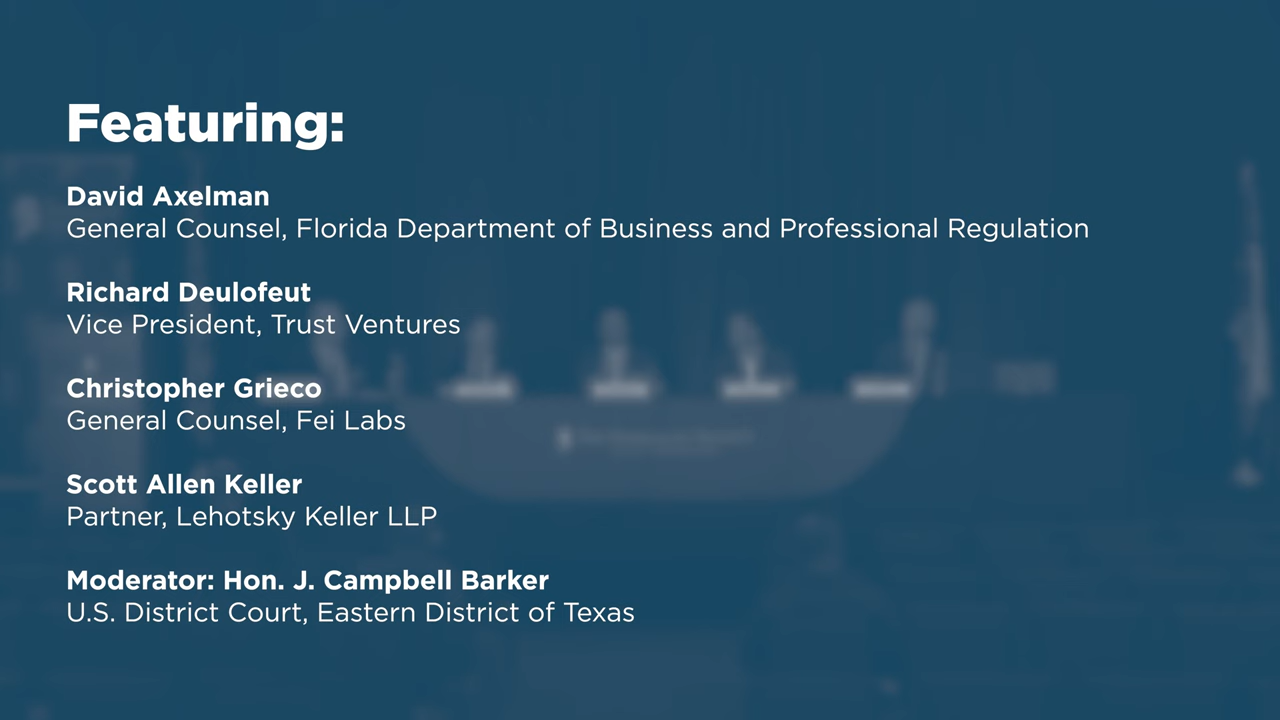 Featuring:
David Axelman
General Counsel, Florida Department of Business and Professional Regulation
Richard Deulofeut
Vice President, Trust Ventures
Christopher Grieco
General Counsel, Fei Labs
Scott Allen Keller
Partner, Lehotsky Keller LLP
Moderator: Hon. J. Campbell Barker
U.S. District Court, Eastern District of Texas